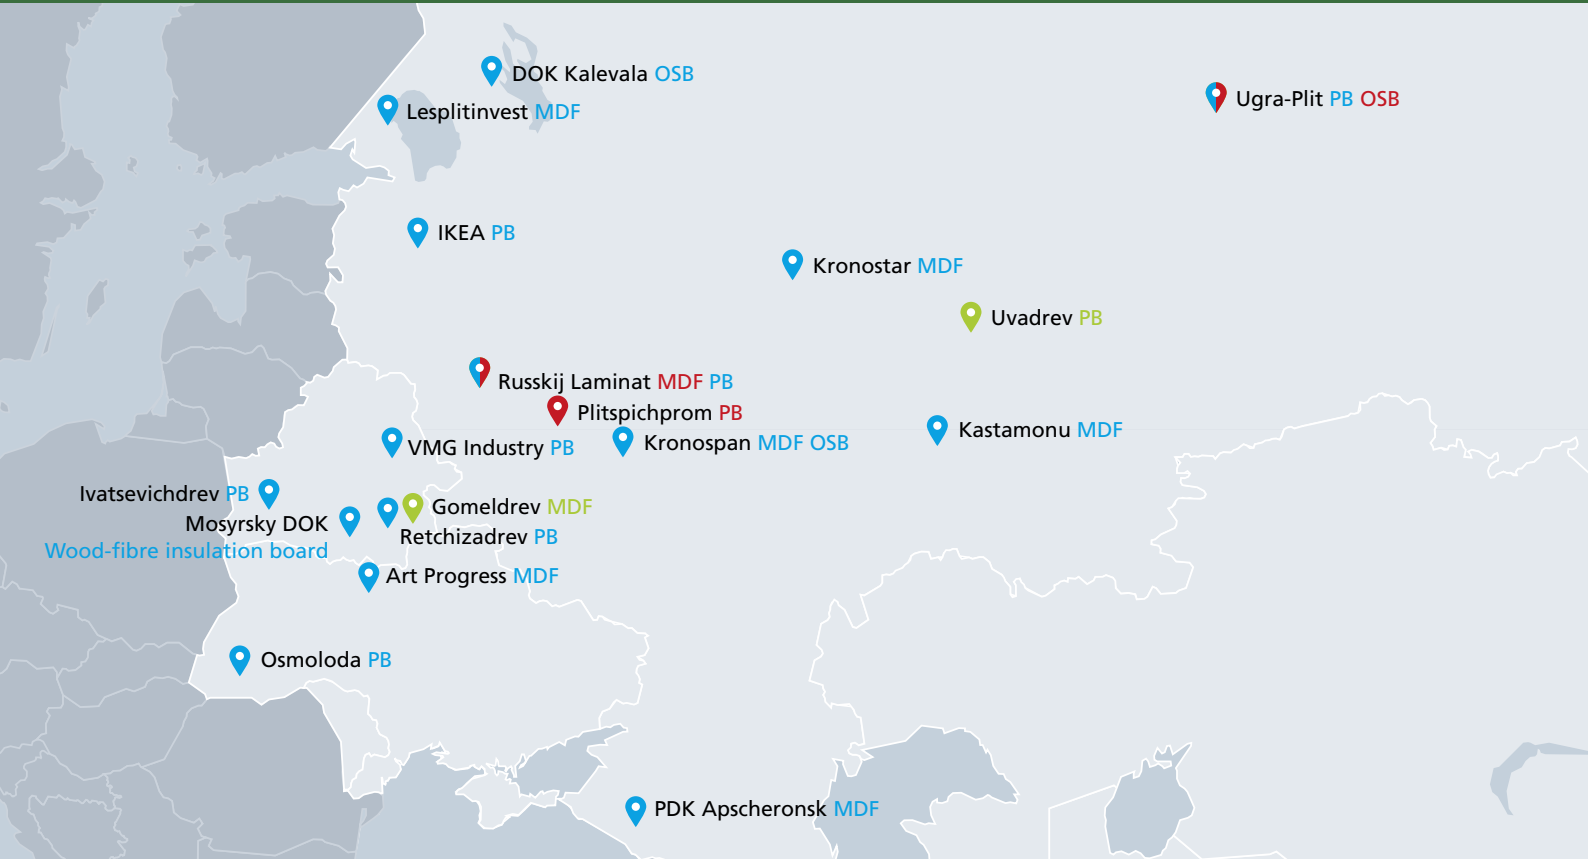 DOK Kalevala OSB
Ugra-Plit PB OSB
Lesplitinvest MDF
IKEA PB
Kronostar MDF
Uvadrev PB
Russkij Laminat MDF PB
Plitspichprom PB
Kastamonu MDF
Kronospan MDF OSB
VMG Industry PB
Ivatsevichdrev PB
Gomeldrev MDF
Mosyrsky DOK
Wood-fibre insulation board
Retchizadrev PB
Art Progress MDF
Osmoloda PB
PDK Apscheronsk MDF